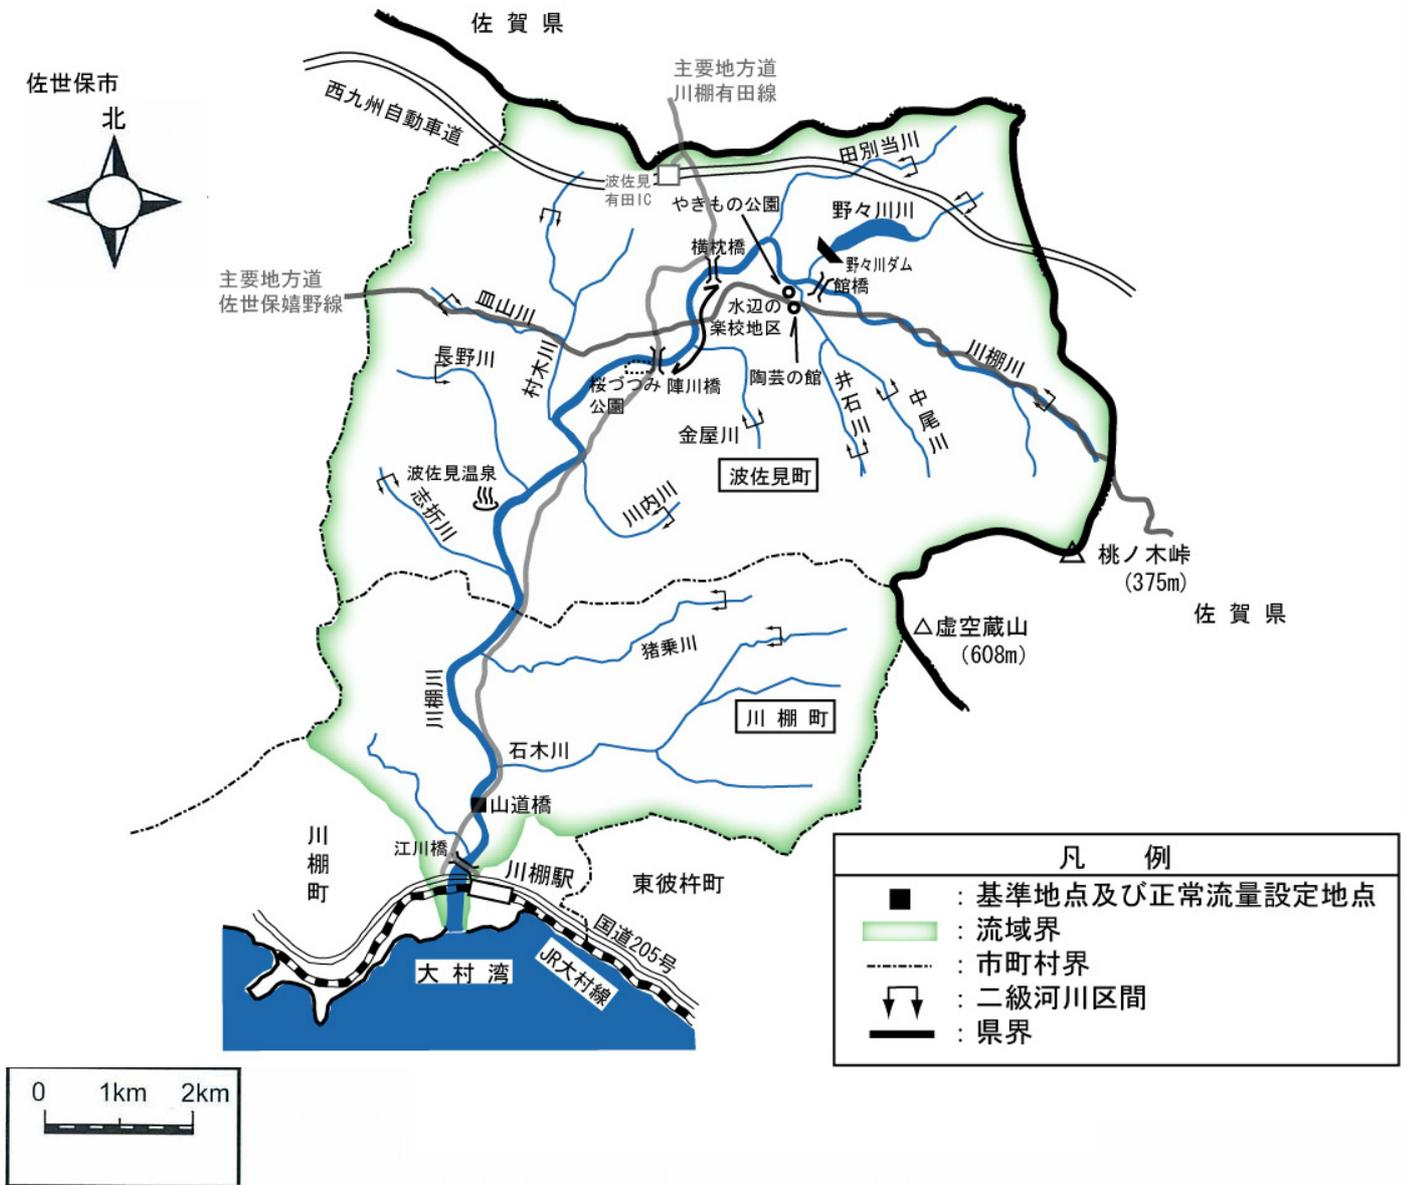 佐賀県
佐世保市
北
西九州自動車道
主要地方道
川棚有田線
田別当川
波佐見
有田IC
やきもの公園
野々川川
横枕橋
野々川ダム
館橋
主要地方道
佐世保嬉野線
皿山川
水辺の
楽校地区
川棚川
長野川
村木川
桜づつみ
公園
陣川橋
陶芸の館
井石川
中尾川
金屋川
波佐見町
波佐見温泉
志折川
川内川
桃ノ木峠
(375m)
佐賀県
虚空蔵山
(608m)
猪乗川
川棚川
川棚町
石木川
山道橋
川棚町
江川橋
川棚駅
東彼杵町
国道205号
JR大村線
大村湾
凡 例
■ : 基準地点及び正常流量設定地点
: 流域界
: 市町村界
: 二級河川区間
: 県界
0 1km 2km